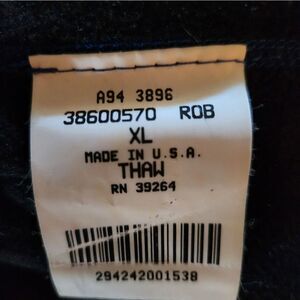 A94 3896
38600570 ROB
XL
MADE IN U.S.A.
THAW
RN 39264
294242001538